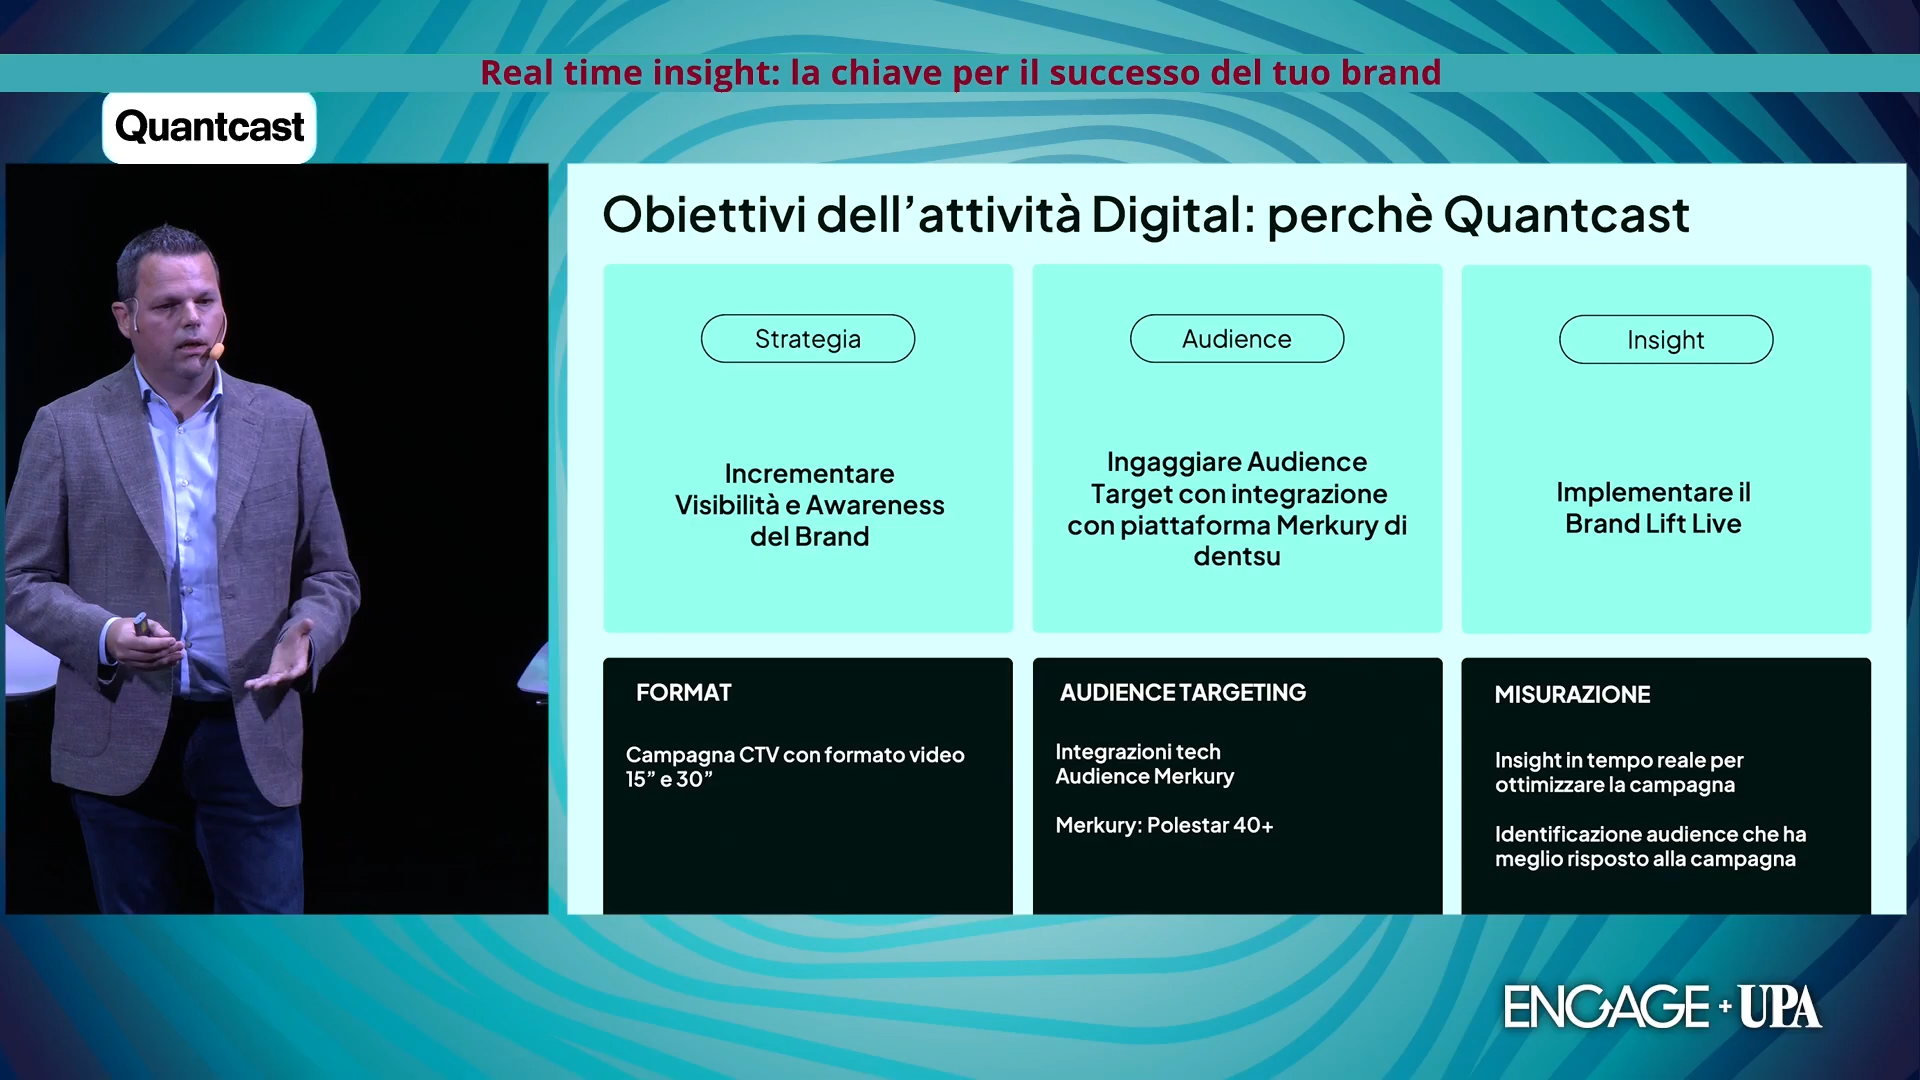 Real time insight: la chiave per il successo del tuo brand
Quantcast
Obiettivi dell’attività Digital: perchè Quantcast
Strategia
Incrementare
Visibilità e Awareness
del Brand
Audience
Ingaggiare Audience
Target con integrazione
con piattaforma Merkury di
dentsu
Insight
Implementare il
Brand Lift Live
FORMAT
Campagna CTV con formato video
15” e 30”
AUDIENCE TARGETING
Integrazioni tech
Audience Merkury
Merkury: Polestar 40+
MISURAZIONE
Insight in tempo reale per
ottimizzare la campagna
Identificazione audience che ha
meglio risposto alla campagna
ENGAGE + UPA